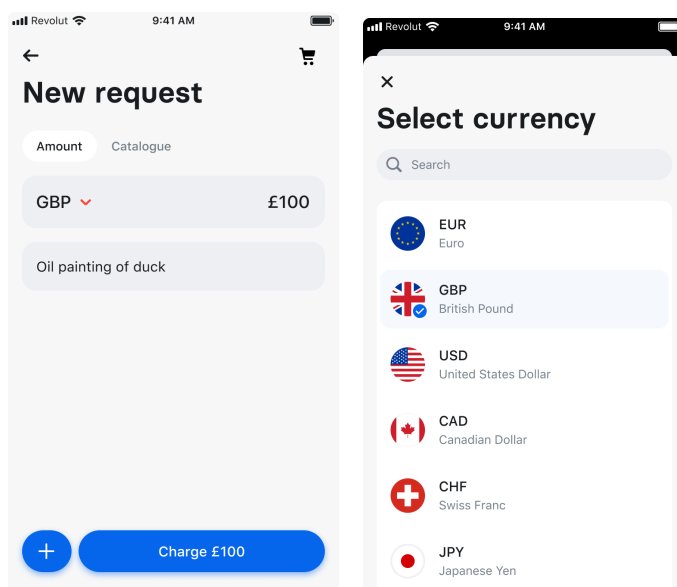 Revolut 9:41 AM
New request
Amount Catalogue
GBP £100
Oil painting of duck
Charge £100
Revolut 9:41 AM
Select currency
Search
EUR
Euro
GBP
British Pound
USD
United States Dollar
CAD
Canadian Dollar
CHF
Swiss Franc
JPY
Japanese Yen